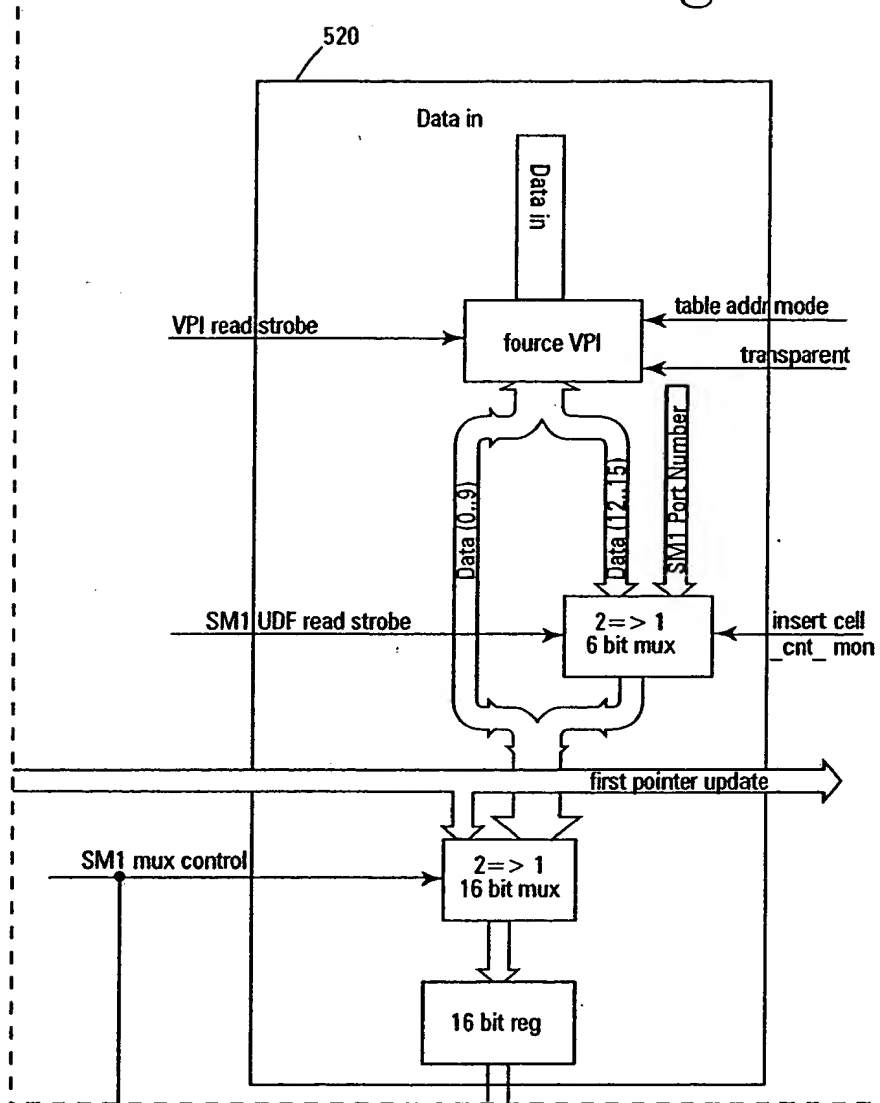 g
520
Data in
Data in
VPI read strobe
fource VPI
table addr mode
transparent
Data (0..9)
Data (12..15)
SM1 Port Number
SM1 UDF read strobe
2=> 1
6 bit mux
insert cell
_cnt_ mon
first pointer update
SM1 mux control
2=> 1
16 bit mux
16 bit reg